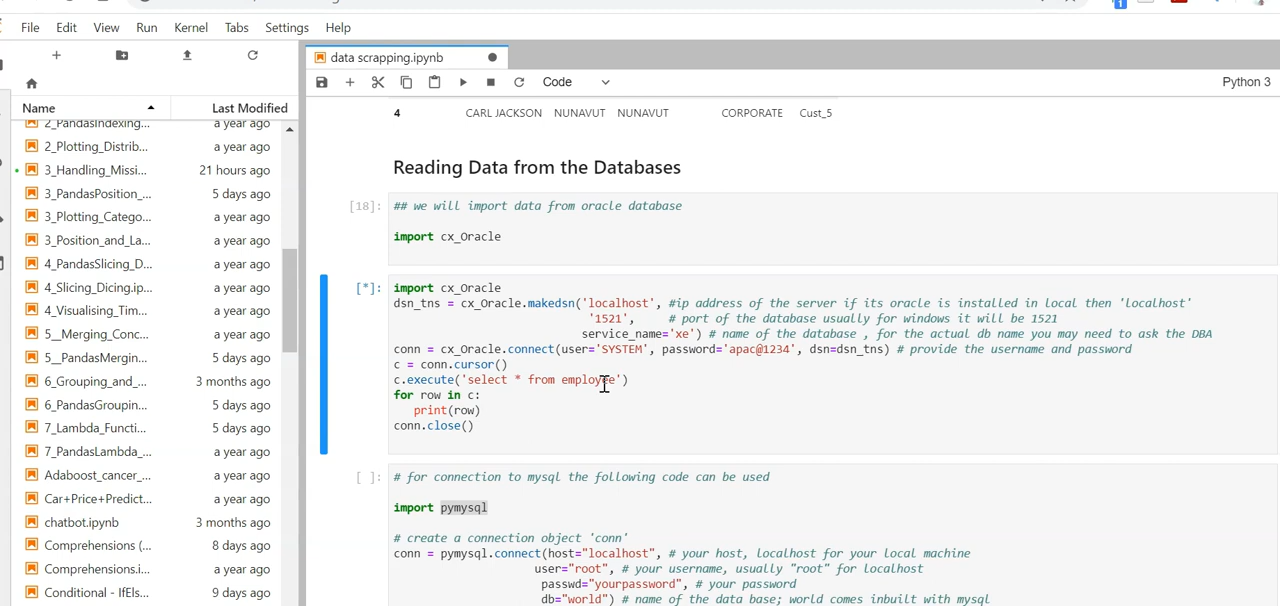 File Edit View Run Kernel Tabs Settings Help
data scrapping.ipynb
Code
Python 3
Name Last Modified
2_PandasIndexing... a year ago
2_Plotting_Distrib... a year ago
3_Handling_Missi... 21 hours ago
3_PandasPosition_... 5 days ago
3_Plotting_Catego... a year ago
3_Position_and_La... a year ago
4_PandasSlicing_D... a year ago
4_Slicing_Dicing.ip... a year ago
4_Visualising_Tim... a year ago
5__Merging_Conc... a year ago
5__PandasMergin... 5 days ago
6_Grouping_and_... 3 months ago
6_PandasGroupin... 5 days ago
7_Lambda_Functi... 5 days ago
7_PandasLambda_... a year ago
Adaboost_cancer_... a year ago
Car+Price+Predict... a year ago
chatbot.ipynb 3 months ago
Comprehensions (... 8 days ago
Comprehensions.i... a year ago
Conditional - IfEls... 9 days ago
4 CARL JACKSON NUNAVUT NUNAVUT CORPORATE Cust_5
Reading Data from the Databases
[18]: ## we will import data from oracle database
import cx_Oracle
[*]: import cx_Oracle
dsn_tns = cx_Oracle.makedsn('localhost', #ip address of the server if its oracle is installed in local then 'localhost'
'1521', # port of the database usually for windows it will be 1521
service_name='xe') # name of the database , for the actual db name you may need to ask the DBA
conn = cx_Oracle.connect(user='SYSTEM', password='apac@1234', dsn=dsn_tns) # provide the username and password
c = conn.cursor()
c.execute('select * from employee')
for row in c:
print(row)
conn.close()
[ ]: # for connection to mysql the following code can be used
import pymysql
# create a connection object 'conn'
conn = pymysql.connect(host="localhost", # your host, localhost for your local machine
user="root", # your username, usually "root" for localhost
passwd="yourpassword", # your password
db="world") # name of the data base; world comes inbuilt with mysql